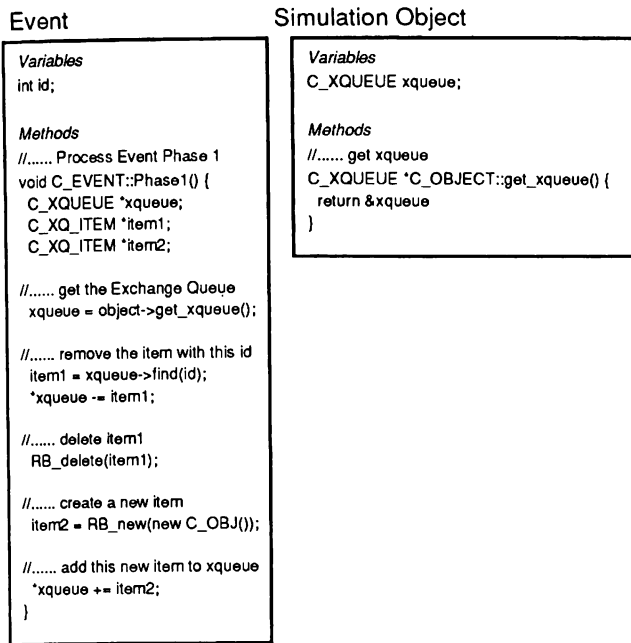 Event
Variables
int id;
Methods
//...... Process Event Phase 1
void C_EVENT::Phase1() {
C_XQUEUE *xqueue;
C_XQ_ITEM *item1;
C_XQ_ITEM *item2;
//...... get the Exchange Queue
xqueue = object->get_xqueue();
//...... remove the item with this id
item1 = xqueue->find(id);
*xqueue -= item1;
//...... delete item1
RB_delete(item1);
//...... create a new item
item2 = RB_new(new C_OBJ());
//...... add this new item to xqueue
*xqueue += item2;
}
Simulation Object
Variables
C_XQUEUE xqueue;
Methods
//...... get xqueue
C_XQUEUE *C_OBJECT::get_xqueue() {
return &xqueue
}